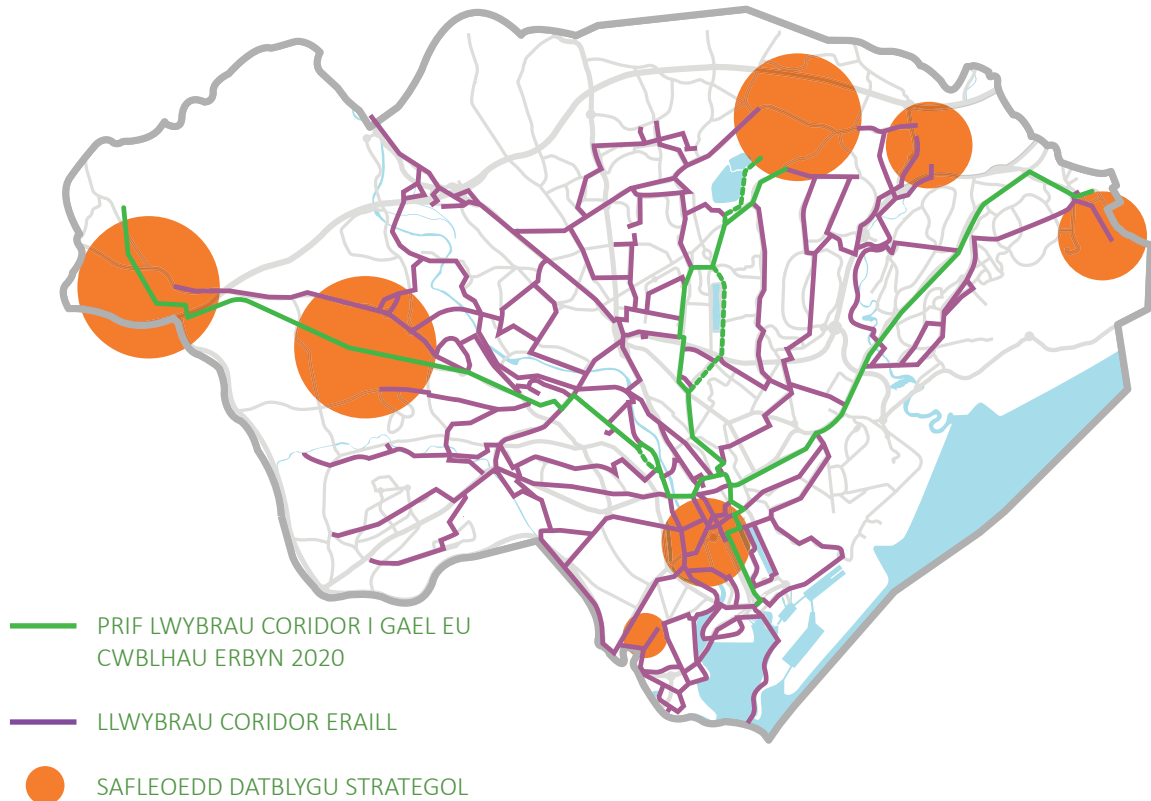 PRIF LWYBRAU CORIDOR I GAEL EU
CWBLHAU ERBYN 2020
LLWYBRAU CORIDOR ERAILL
SAFLEOEDD DATBLYGU STRATEGOL